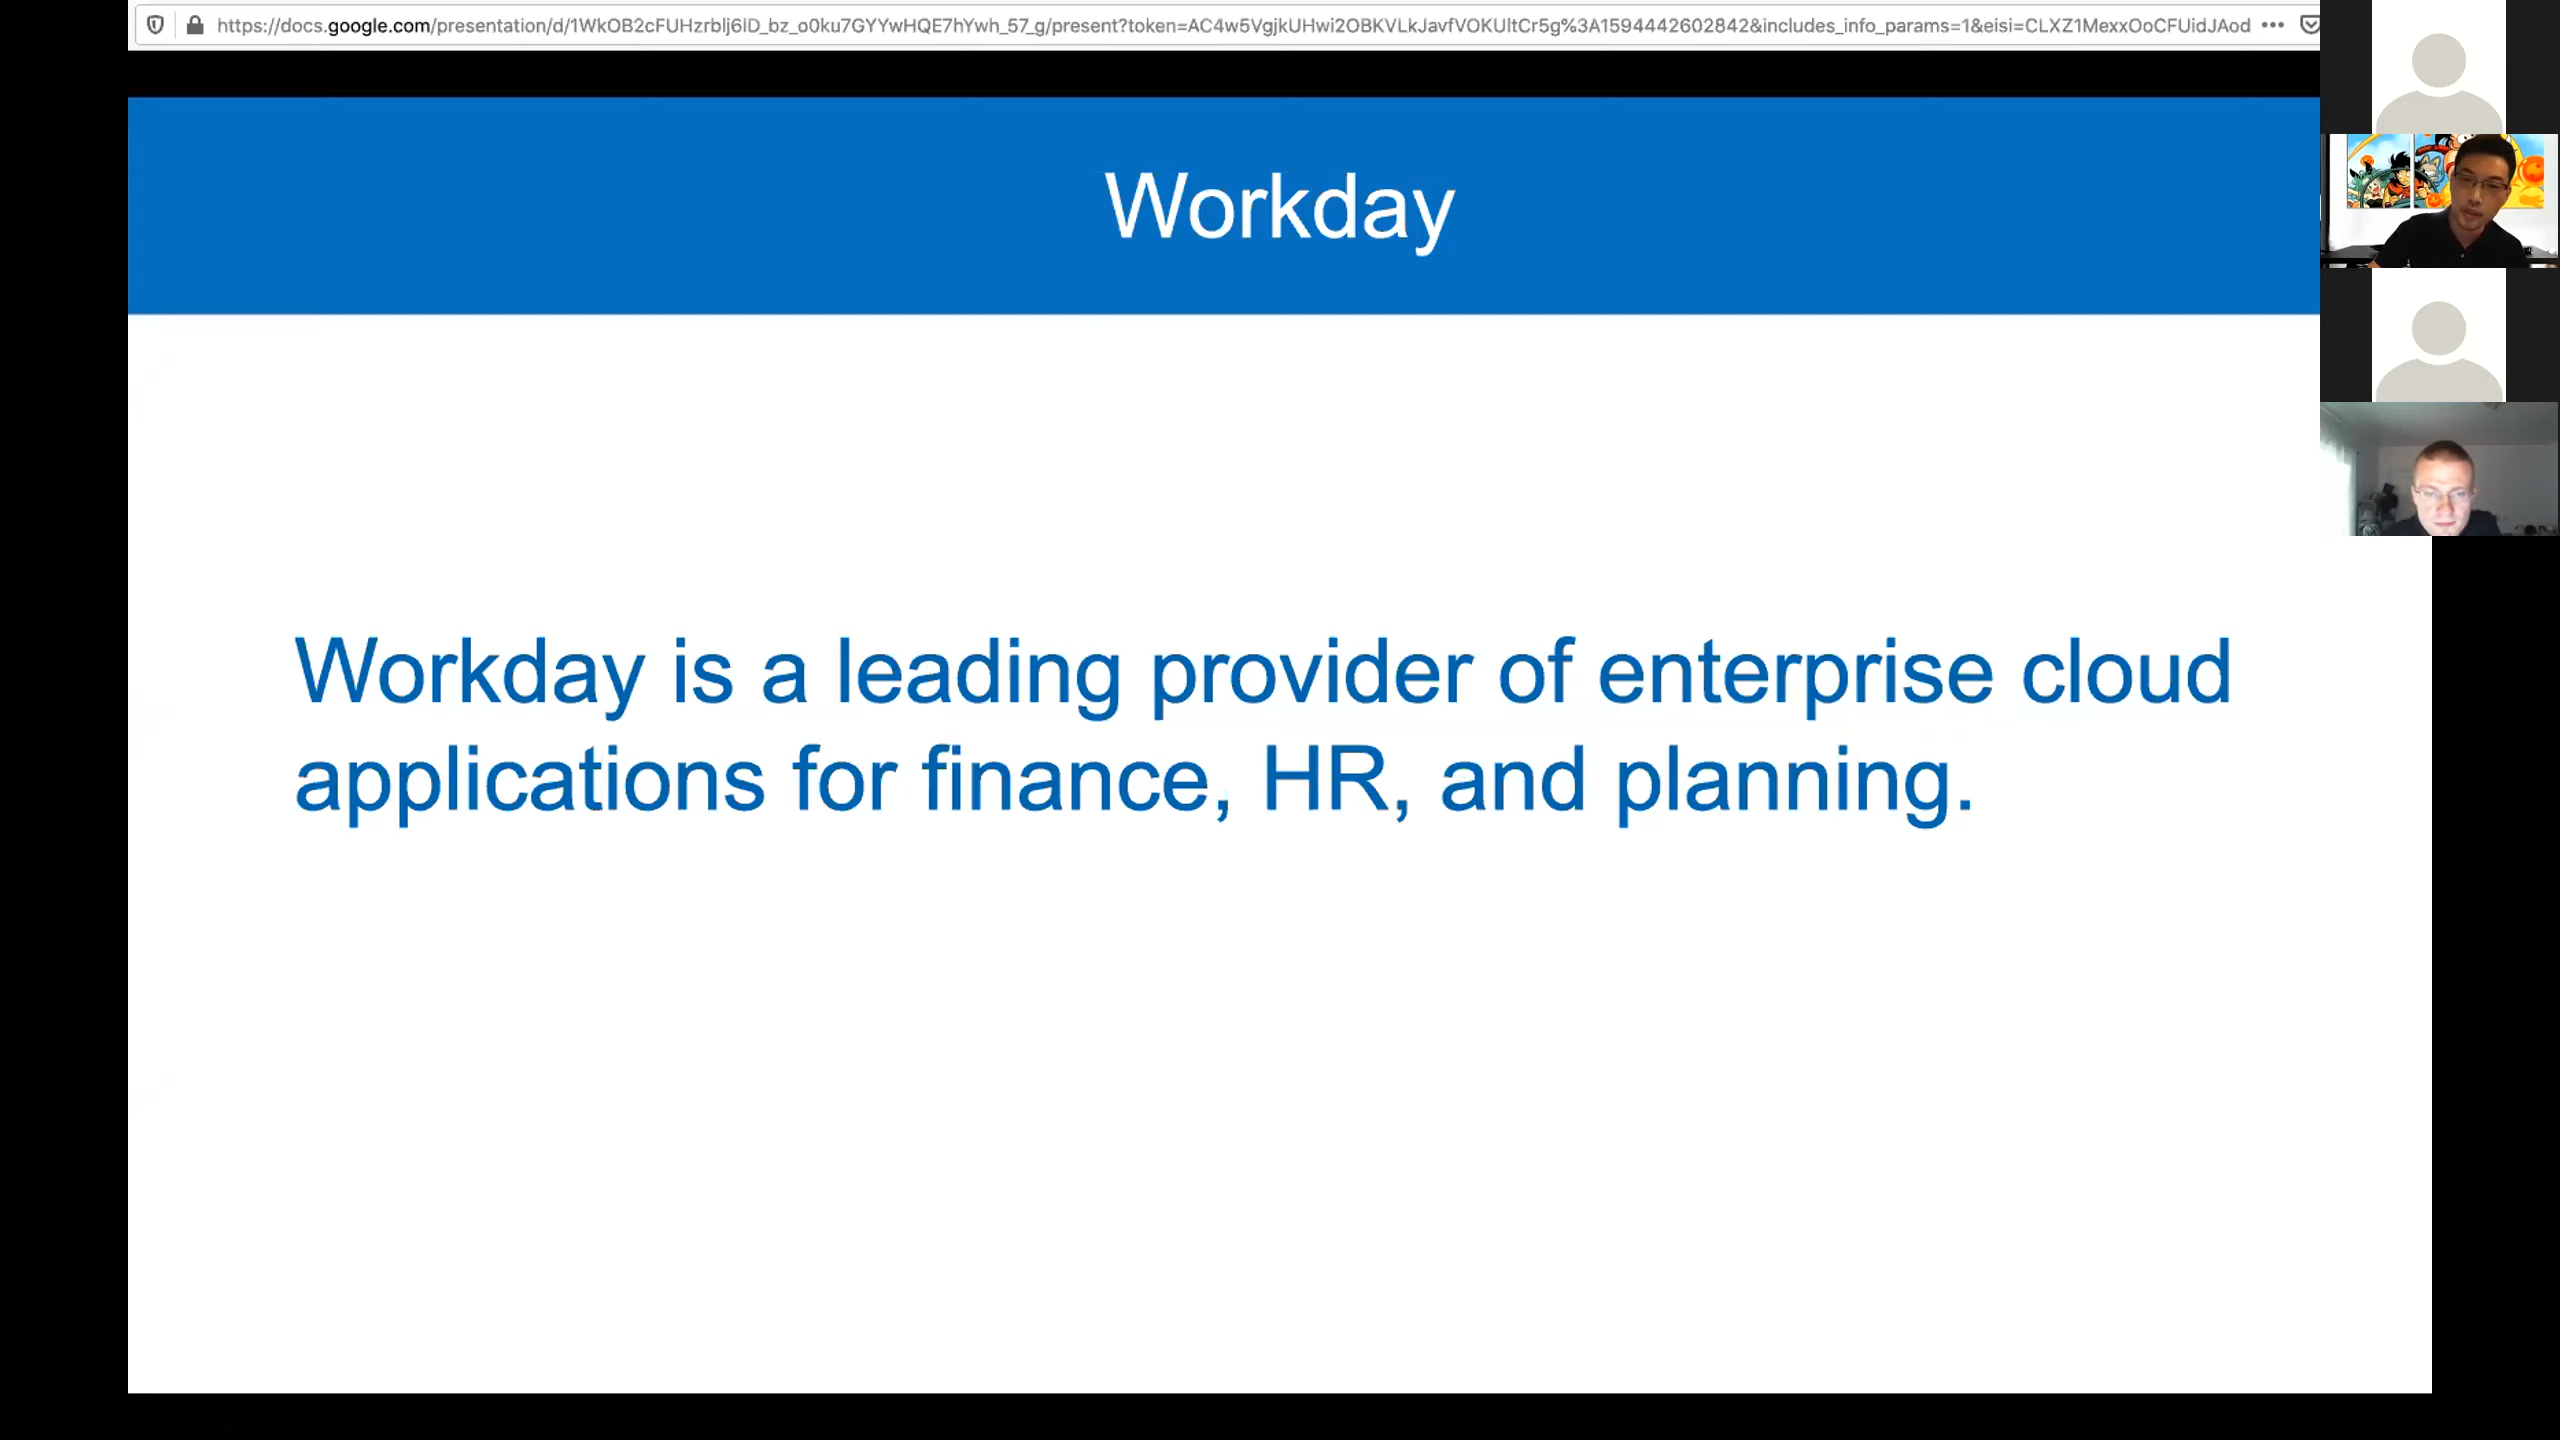 https://docs.google.com/presentation/d/1WkOB2cFUHzrblj6lD_bz_o0ku7GYYwHQE7hYwh_57_g/present?token=AC4w5VgjkUHwi2OBKVLkJavfVOKUltCr5g%3A1594442602842&includes_info_params=1&eisi=CLXZ1MexxOoCFUidJAod
Workday
Workday is a leading provider of enterprise cloud
applications for finance, HR, and planning.